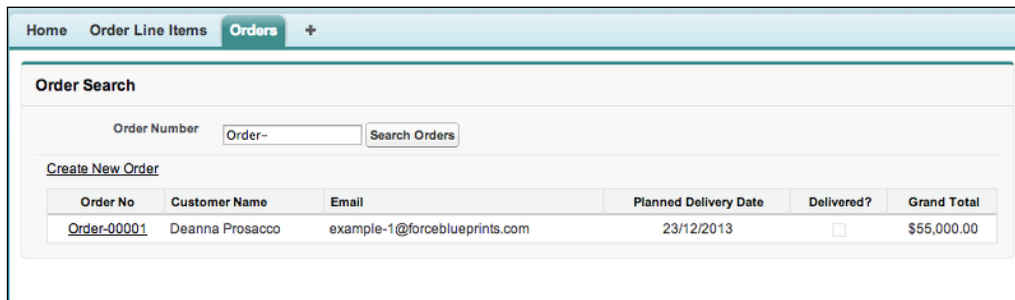 Home Order Line Items Orders +
Order Search
Order Number Order- Search Orders
Create New Order
Order No Customer Name Email Planned Delivery Date Delivered? Grand Total
Order-00001 Deanna Prosacco example-1@forceblueprints.com 23/12/2013 $55,000.00